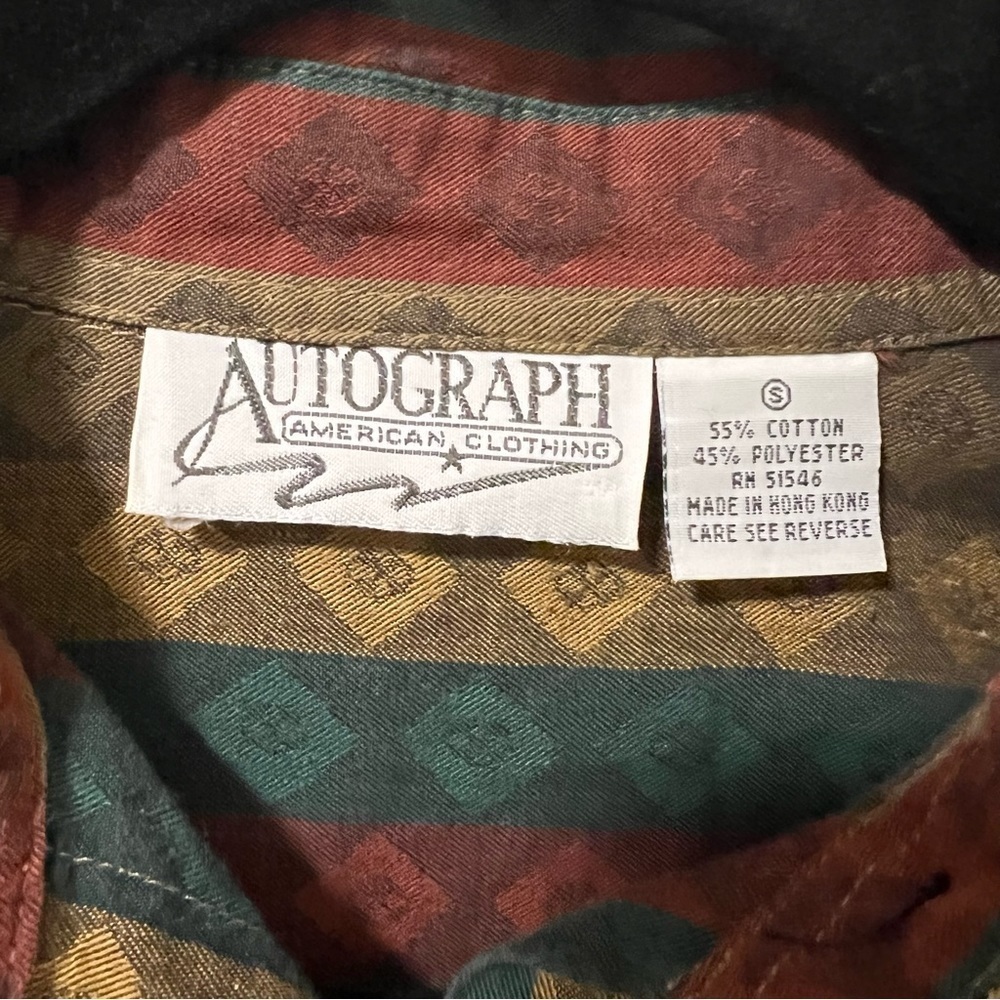 AUTOGRAPH
AMERICAN CLOTHING
S
55% COTTON
45% POLYESTER
RN 51546
MADE IN HONG KONG
CARE SEE REVERSE